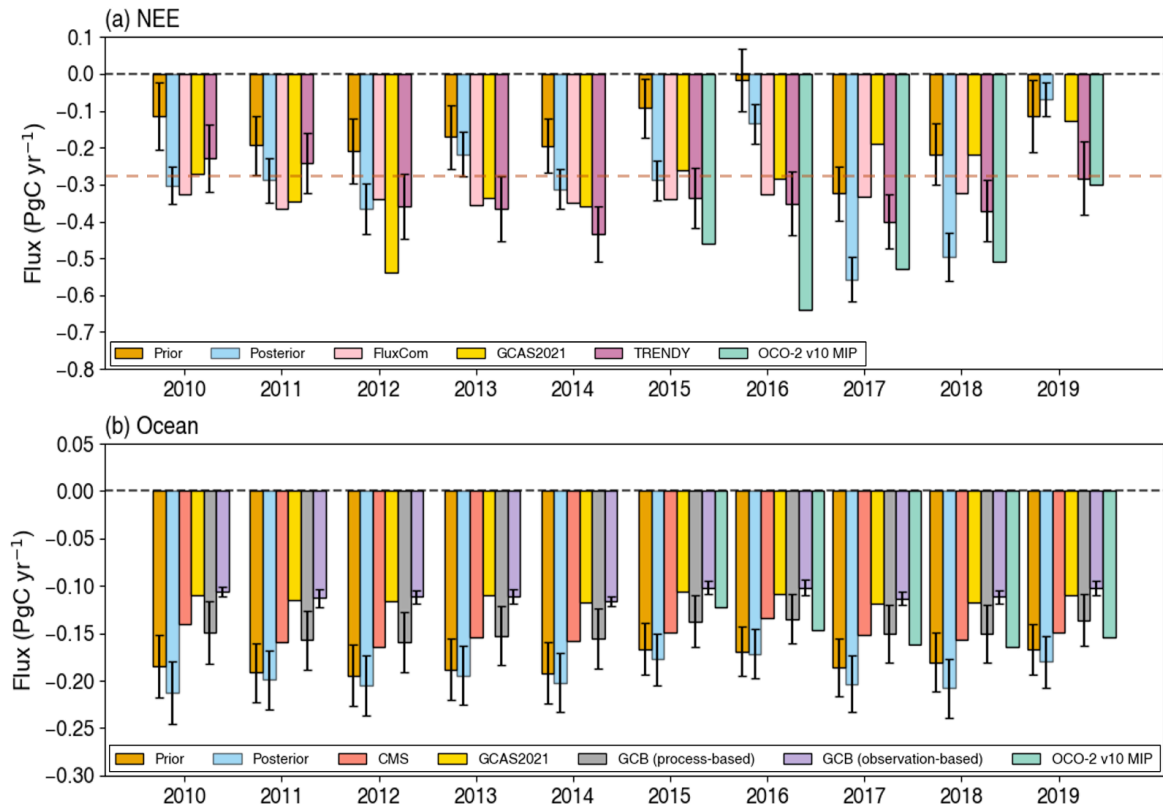 (a) NEE
0.1
0.0
−0.1
−0.2
−0.3
−0.4
−0.5
−0.6
−0.7
−0.8
Flux (PgC yr⁻¹)
Prior Posterior FluxCom GCAS2021 TRENDY OCO-2 v10 MIP
2010 2011 2012 2013 2014 2015 2016 2017 2018 2019
(b) Ocean
0.05
0.00
−0.05
−0.10
−0.15
−0.20
−0.25
−0.30
Flux (PgC yr⁻¹)
Prior Posterior CMS GCAS2021 GCB (process-based) GCB (observation-based) OCO-2 v10 MIP
2010 2011 2012 2013 2014 2015 2016 2017 2018 2019